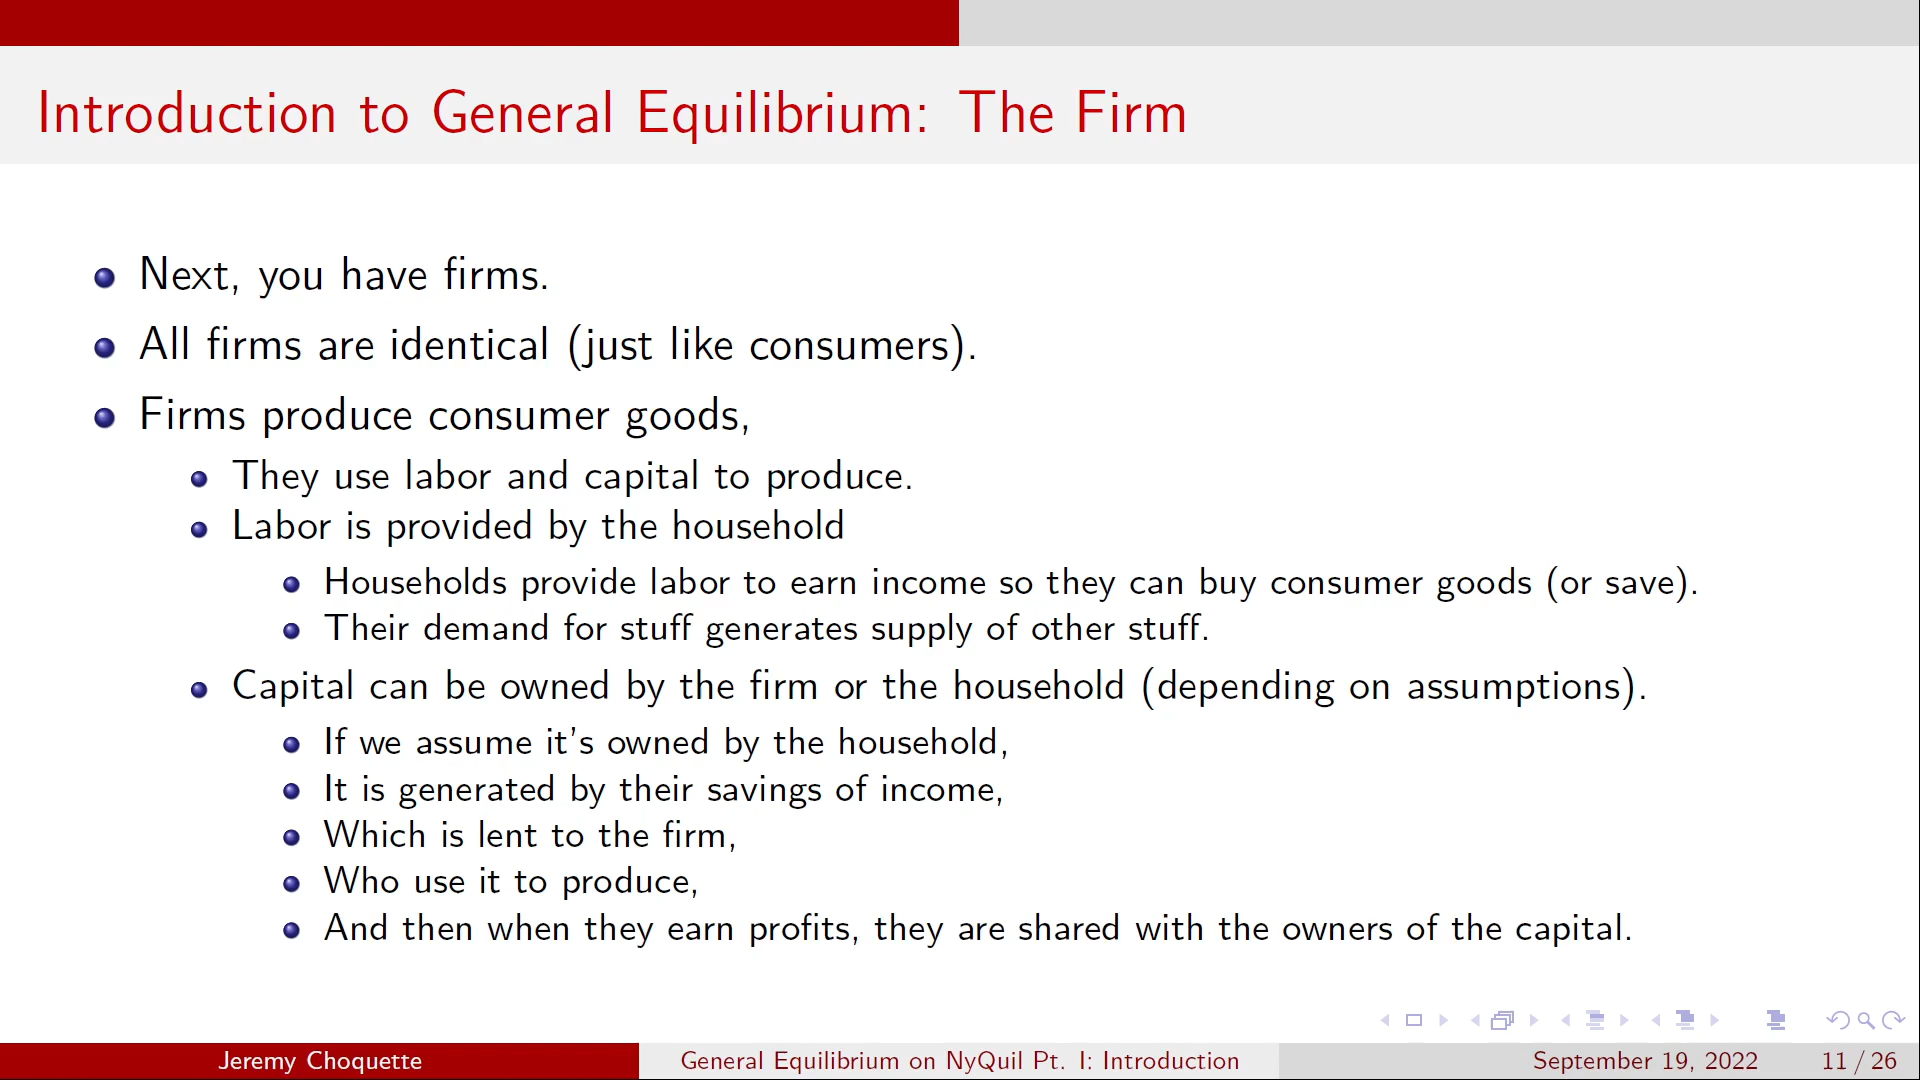 Introduction to General Equilibrium: The Firm
Next, you have firms.
All firms are identical (just like consumers).
Firms produce consumer goods,
They use labor and capital to produce.
Labor is provided by the household
Households provide labor to earn income so they can buy consumer goods (or save).
Their demand for stuff generates supply of other stuff.
Capital can be owned by the firm or the household (depending on assumptions).
If we assume it's owned by the household,
It is generated by their savings of income,
Which is lent to the firm,
Who use it to produce,
And then when they earn profits, they are shared with the owners of the capital.
Jeremy Choquette
General Equilibrium on NyQuil Pt. I: Introduction
September 19, 2022
11 / 26